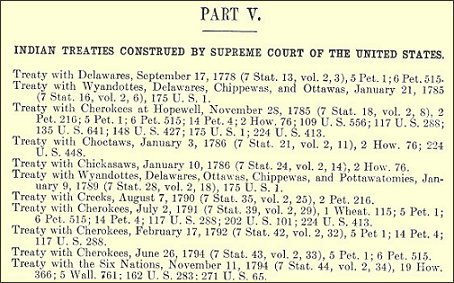 PART V.
INDIAN TREATIES CONSTRUED BY SUPREME COURT OF THE UNITED STATES.
Treaty with Delawares, September 17, 1778 (7 Stat. 13, vol. 2, 3), 5 Pet. 1; 6 Pet. 515.
Treaty with Wyandottes, Delawares, Chippewas, and Ottawas, January 21, 1785
(7 Stat. 16, vol. 2, 6), 175 U. S. 1.
Treaty with Cherokees at Hopewell, November 28, 1785 (7 Stat. 18, vol. 2, 8), 2
Pet. 216; 5 Pet. 1; 6 Pet. 515; 14 Pet. 4; 2 How. 76; 109 U. S. 556; 117 U. S. 288;
135 U. S. 641; 148 U. S. 427; 175 U. S. 1; 224 U. S. 413.
Treaty with Choctaws, January 3, 1786 (7 Stat. 21, vol. 2, 11), 2 How. 76; 224
U. S. 448.
Treaty with Chickasaws, January 10, 1786 (7 Stat. 24, vol. 2, 14), 2 How. 76.
Treaty with Wyandottes, Delawares, Ottawas, Chippewas, and Pottawatomies, Jan-
uary 9, 1789 (7 Stat. 28, vol. 2, 18), 175 U. S. 1.
Treaty with Creeks, August 7, 1790 (7 Stat. 35, vol. 2, 25), 2 Pet. 216.
Treaty with Cherokees, July 2, 1791 (7 Stat. 39, vol. 2, 29), 1 Wheat. 115; 5 Pet. 1;
6 Pet. 515; 14 Pet. 4; 117 U. S. 288; 202 U. S. 101; 224 U. S. 413.
Treaty with Cherokees, February 17, 1792 (7 Stat. 42, vol. 2, 32), 5 Pet. 1; 14 Pet. 4;
117 U. S. 288.
Treaty with Cherokees, June 26, 1794 (7 Stat. 43, vol. 2, 33), 5 Pet. 1; 6 Pet. 515.
Treaty with the Six Nations, November 11, 1794 (7 Stat. 44, vol. 2, 34), 19 How.
366; 5 Wall. 761; 162 U. S. 283; 271 U. S. 65.